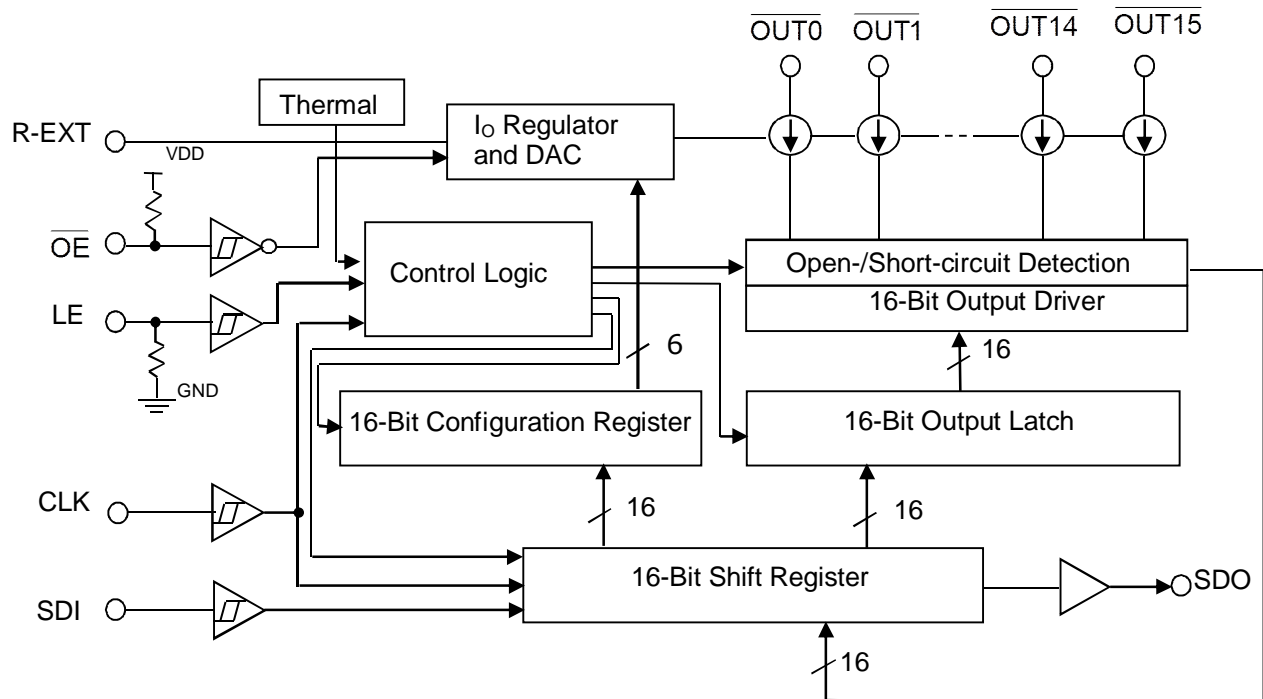 OUT0 OUT1 OUT14 OUT15
Thermal
R-EXT
I_O Regulator
and DAC
VDD
OE
Control Logic
Open-/Short-circuit Detection
16-Bit Output Driver
LE
6
16
GND
16-Bit Configuration Register
16-Bit Output Latch
CLK
16
16
16-Bit Shift Register
SDO
SDI
16